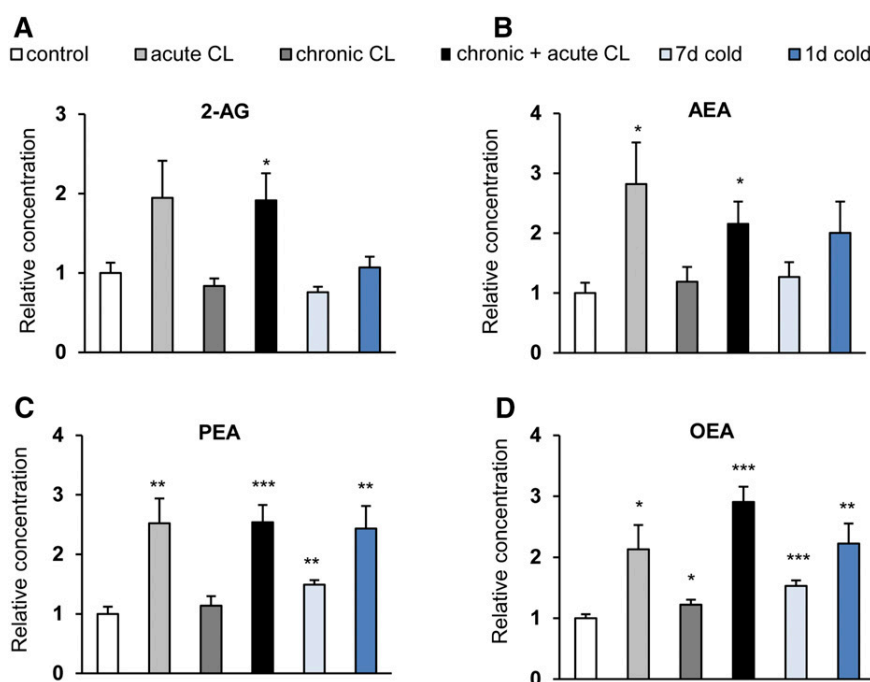 A B
control acute CL chronic CL chronic + acute CL 7d cold 1d cold
2-AG
Relative concentration
3
2
1
0
*
AEA
Relative concentration
4
3
2
1
0
* *
C
PEA
Relative concentration
4
3
2
1
0
** *** ** **
D
OEA
Relative concentration
4
3
2
1
0
* * *** *** **